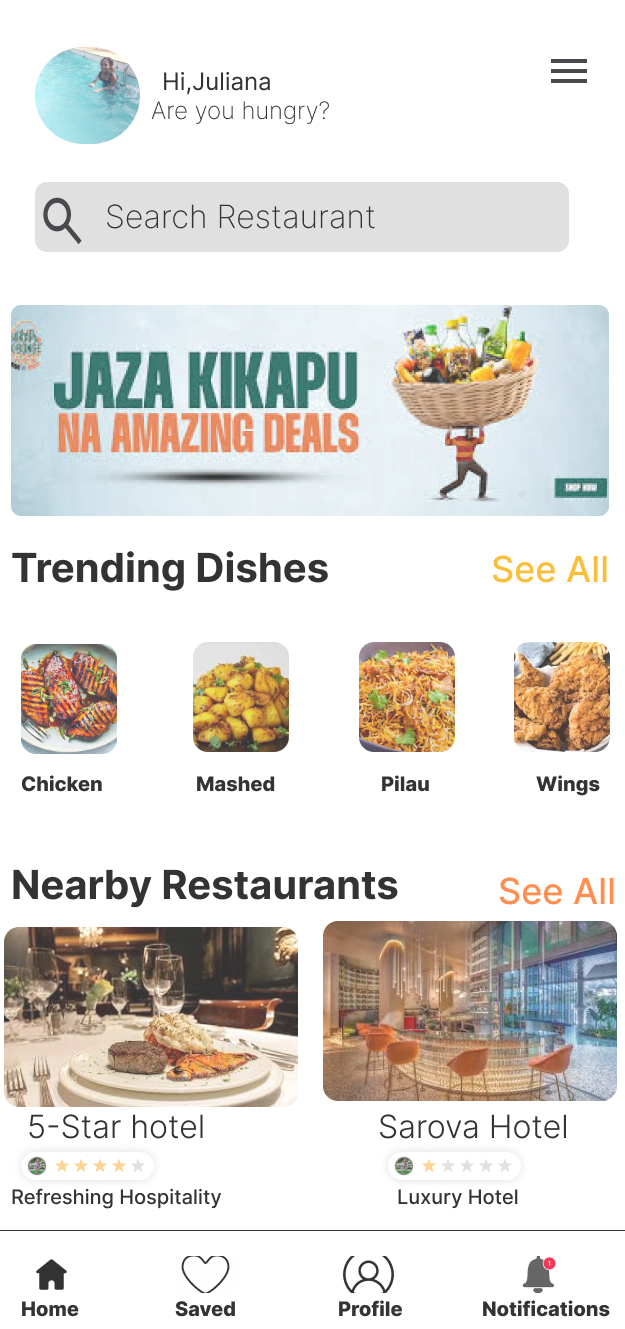 Hi,Juliana
Are you hungry?
Search Restaurant
JAZA KIKAPU
NA AMAZING DEALS
SHOP NOW
Trending Dishes
See All
Chicken
Mashed
Pilau
Wings
Nearby Restaurants
See All
5-Star hotel
Sarova Hotel
Refreshing Hospitality
Luxury Hotel
1
Home
Saved
Profile
Notifications